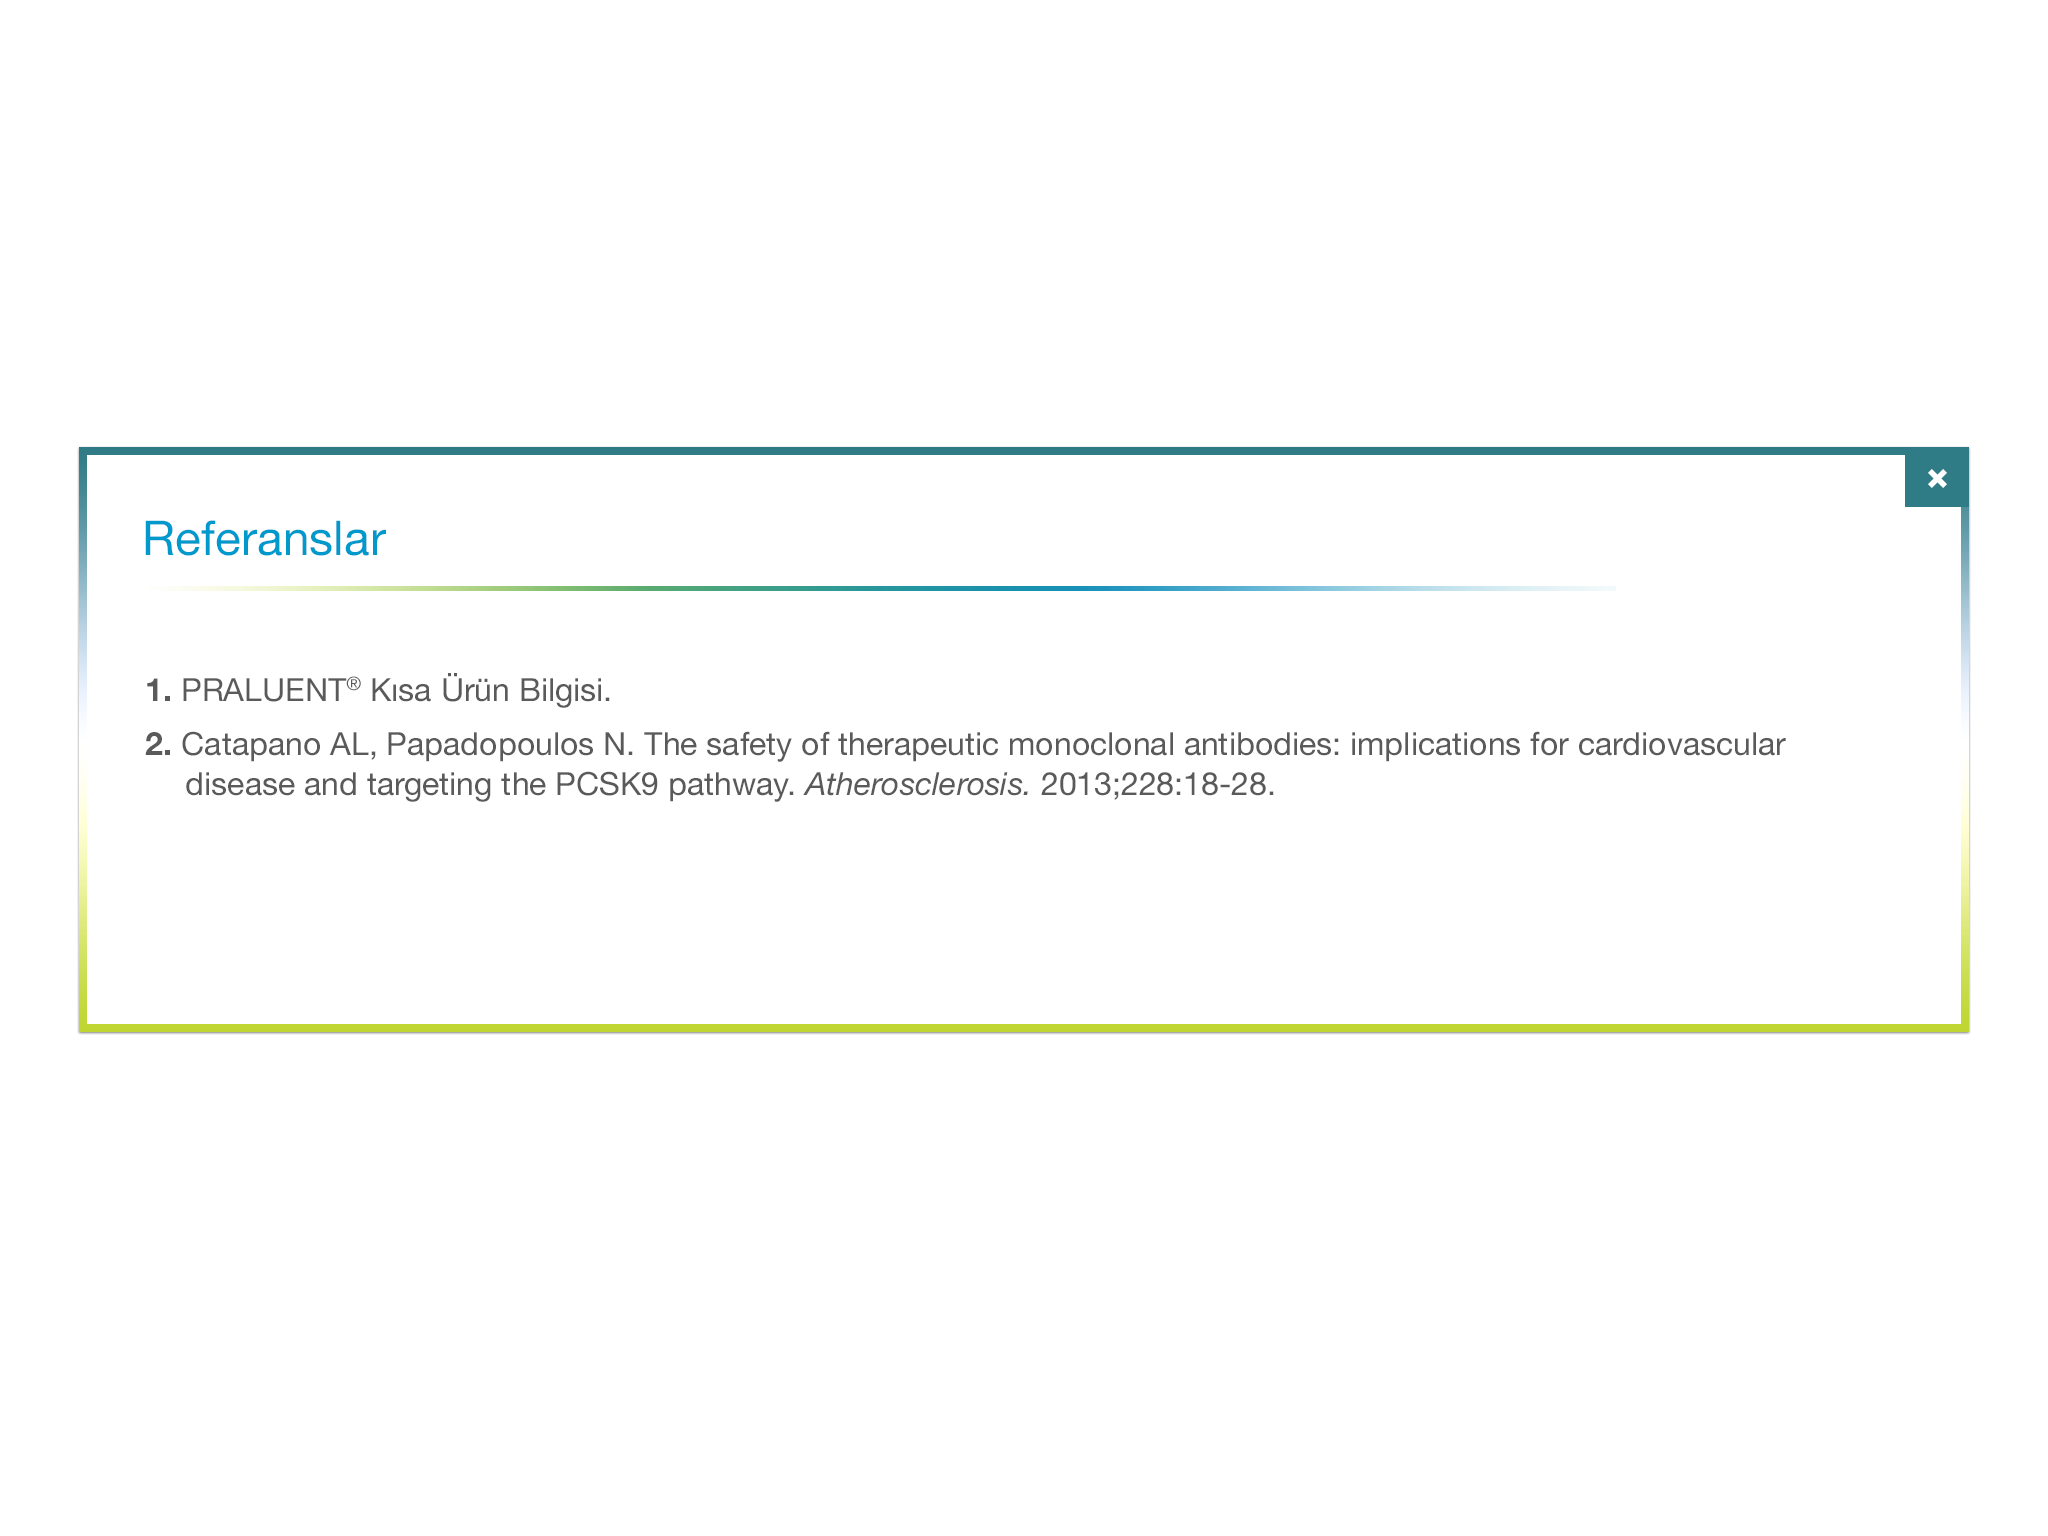 Referanslar
1. PRALUENT® Kısa Ürün Bilgisi.
2. Catapano AL, Papadopoulos N. The safety of therapeutic monoclonal antibodies: implications for cardiovascular
disease and targeting the PCSK9 pathway. Atherosclerosis. 2013;228:18-28.